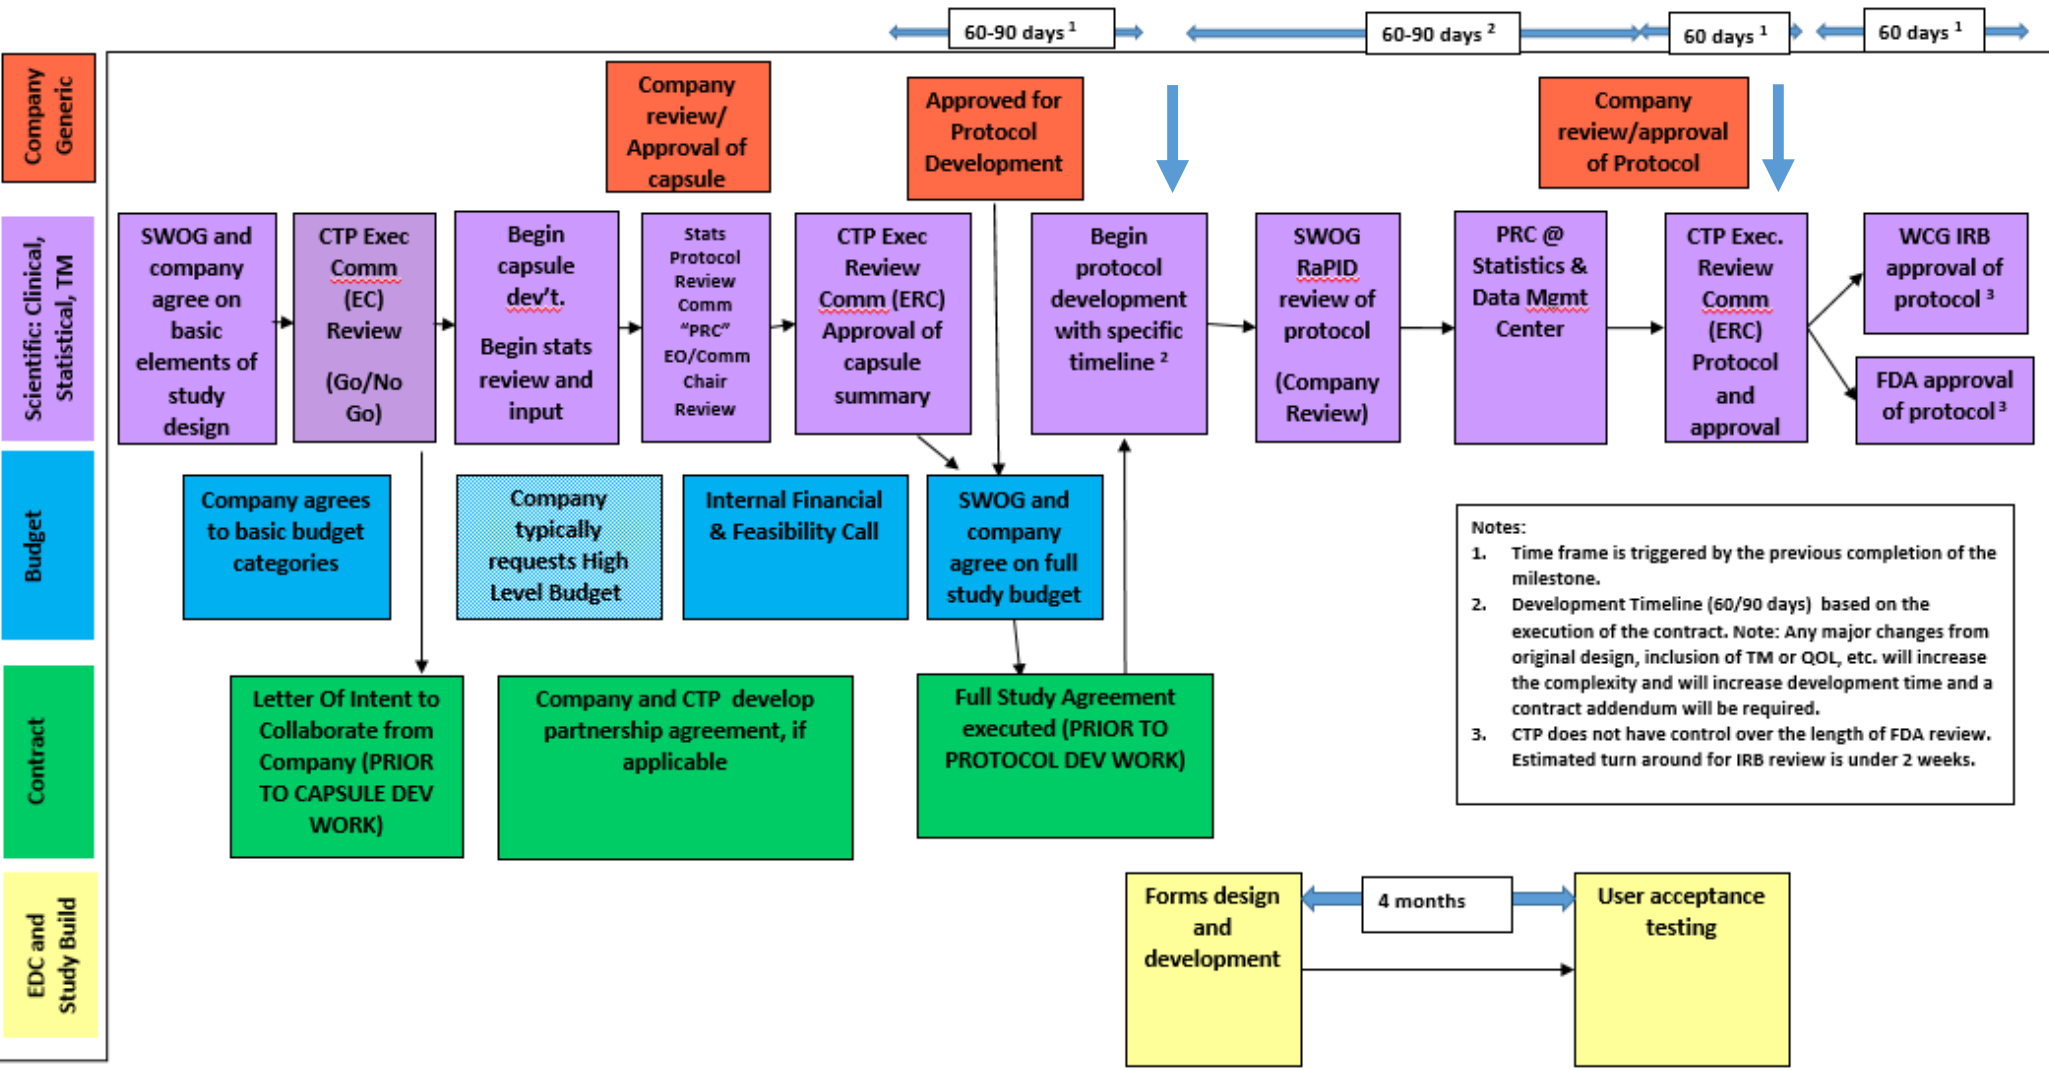 60-90 days 1
60-90 days 2
60 days 1
60 days 1
Company
Generic
Company
review/
Approval of
capsule
Approved for
Protocol
Development
Company
review/approval
of Protocol
Scientific: Clinical,
Statistical, TM
SWOG and
company
agree on
basic
elements of
study
design
CTP Exec
Comm
(EC)
Review
(Go/No
Go)
Begin
capsule
dev't.
Begin stats
review and
input
Stats
Protocol
Review
Comm
“PRC”
EO/Comm
Chair
Review
CTP Exec
Review
Comm (ERC)
Approval of
capsule
summary
Begin
protocol
development
with specific
timeline 2
SWOG
RaPID
review of
protocol
(Company
Review)
PRC @
Statistics &
Data Mgmt
Center
CTP Exec.
Review
Comm
(ERC)
Protocol
and
approval
WCG IRB
approval of
protocol 3
FDA approval
of protocol 3
Budget
Company agrees
to basic budget
categories
Company
typically
requests High
Level Budget
Internal Financial
& Feasibility Call
SWOG and
company
agree on full
study budget
Notes:
1. Time frame is triggered by the previous completion of the
milestone.
2. Development Timeline (60/90 days) based on the
execution of the contract. Note: Any major changes from
original design, inclusion of TM or QOL, etc. will increase
the complexity and will increase development time and a
contract addendum will be required.
3. CTP does not have control over the length of FDA review.
Estimated turn around for IRB review is under 2 weeks.
Contract
Letter Of Intent to
Collaborate from
Company (PRIOR
TO CAPSULE DEV
WORK)
Company and CTP develop
partnership agreement, if
applicable
Full Study Agreement
executed (PRIOR TO
PROTOCOL DEV WORK)
EDC and
Study Build
Forms design
and
development
4 months
User acceptance
testing